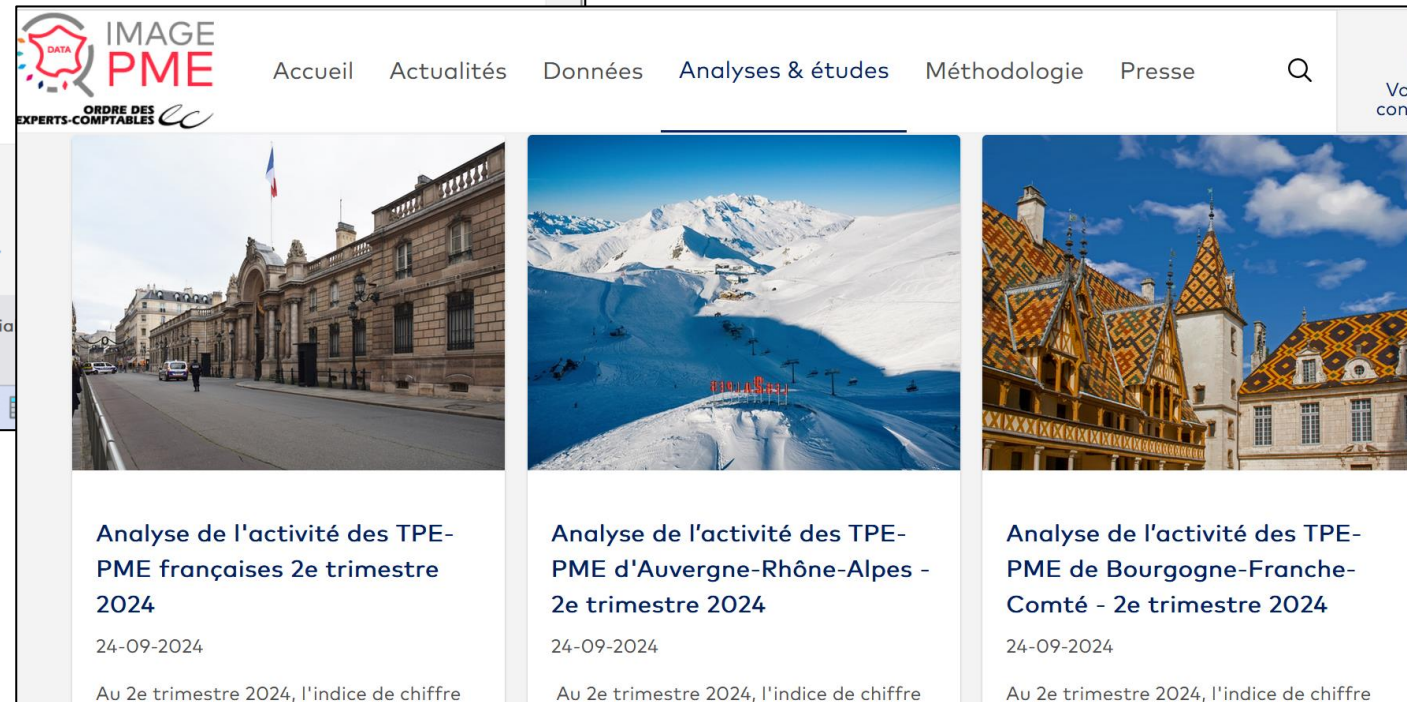 IMAGE
PME
DATA
ORDRE DES
EXPERTS-COMPTABLES
Accueil
Actualités
Données
Analyses & études
Méthodologie
Presse
Analyse de l'activité des TPE-
PME françaises 2e trimestre
2024
24-09-2024
Au 2e trimestre 2024, l'indice de chiffre
Analyse de l’activité des TPE-
PME d'Auvergne-Rhône-Alpes -
2e trimestre 2024
24-09-2024
Au 2e trimestre 2024, l'indice de chiffre
Analyse de l’activité des TPE-
PME de Bourgogne-Franche-
Comté - 2e trimestre 2024
24-09-2024
Au 2e trimestre 2024, l'indice de chiffre